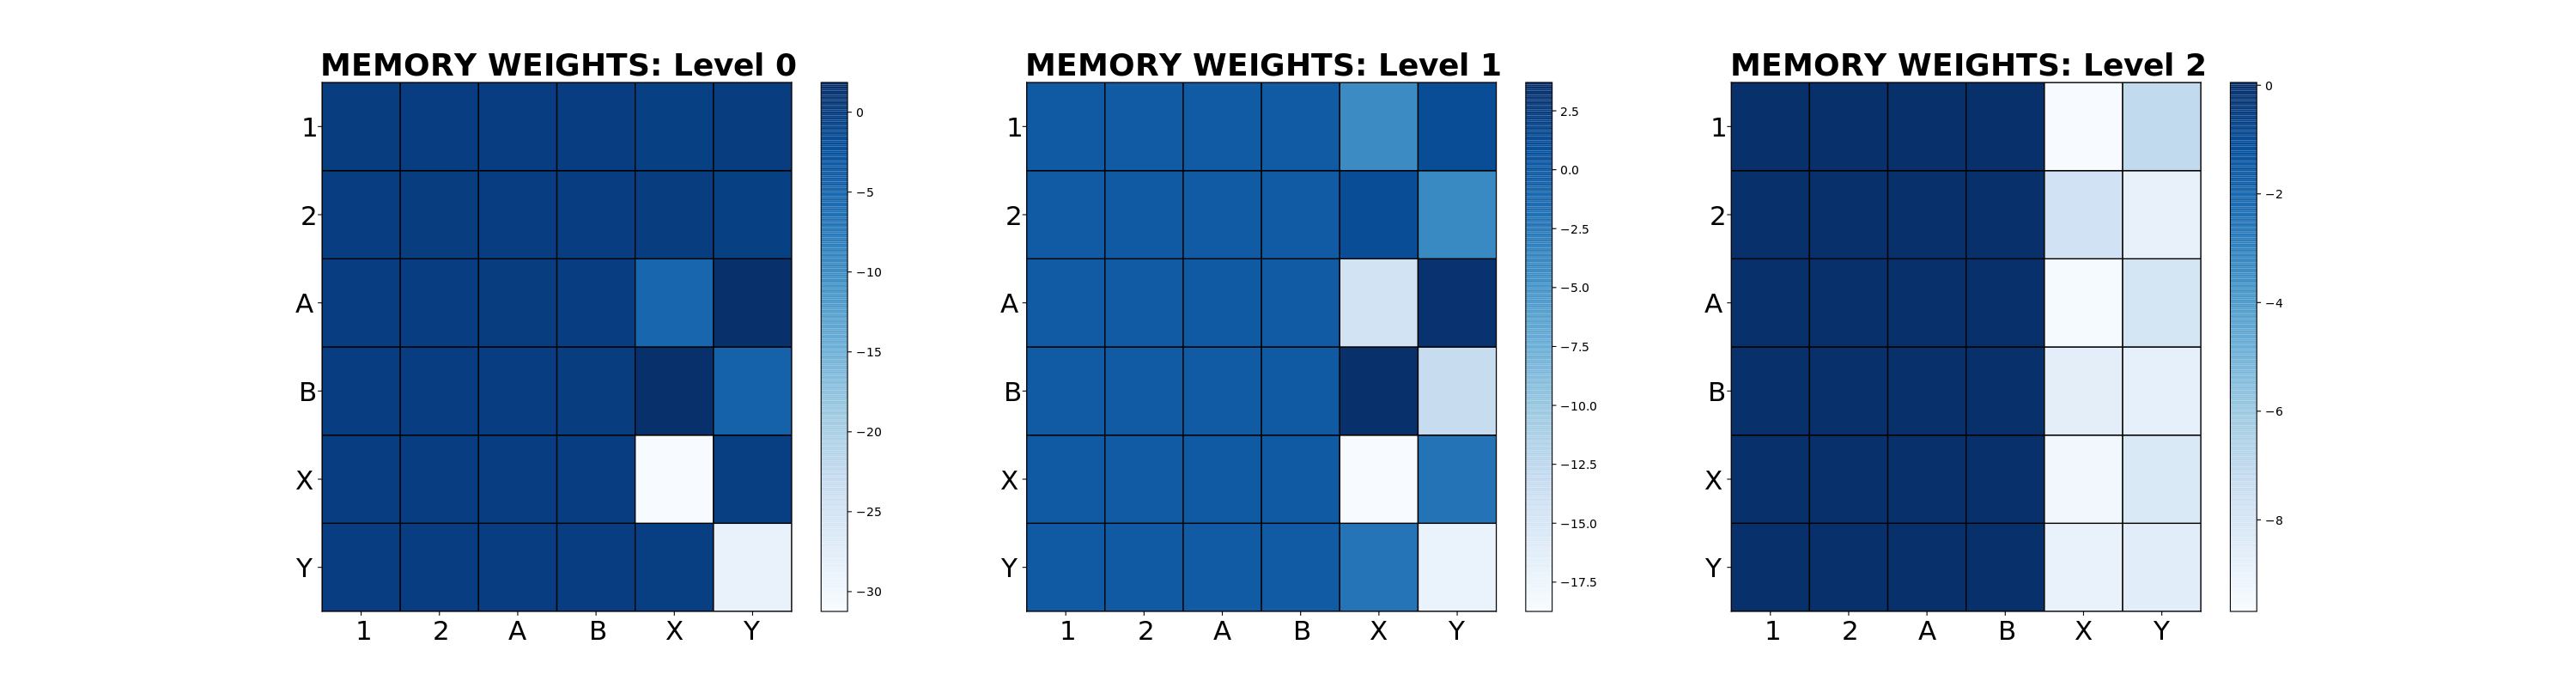 MEMORY WEIGHTS: Level 0
1
2
A
B
X
Y
1 2 A B X Y
0
−5
−10
−15
−20
−25
−30
MEMORY WEIGHTS: Level 1
1
2
A
B
X
Y
1 2 A B X Y
2.5
0.0
−2.5
−5.0
−7.5
−10.0
−12.5
−15.0
−17.5
MEMORY WEIGHTS: Level 2
1
2
A
B
X
Y
1 2 A B X Y
0
−2
−4
−6
−8